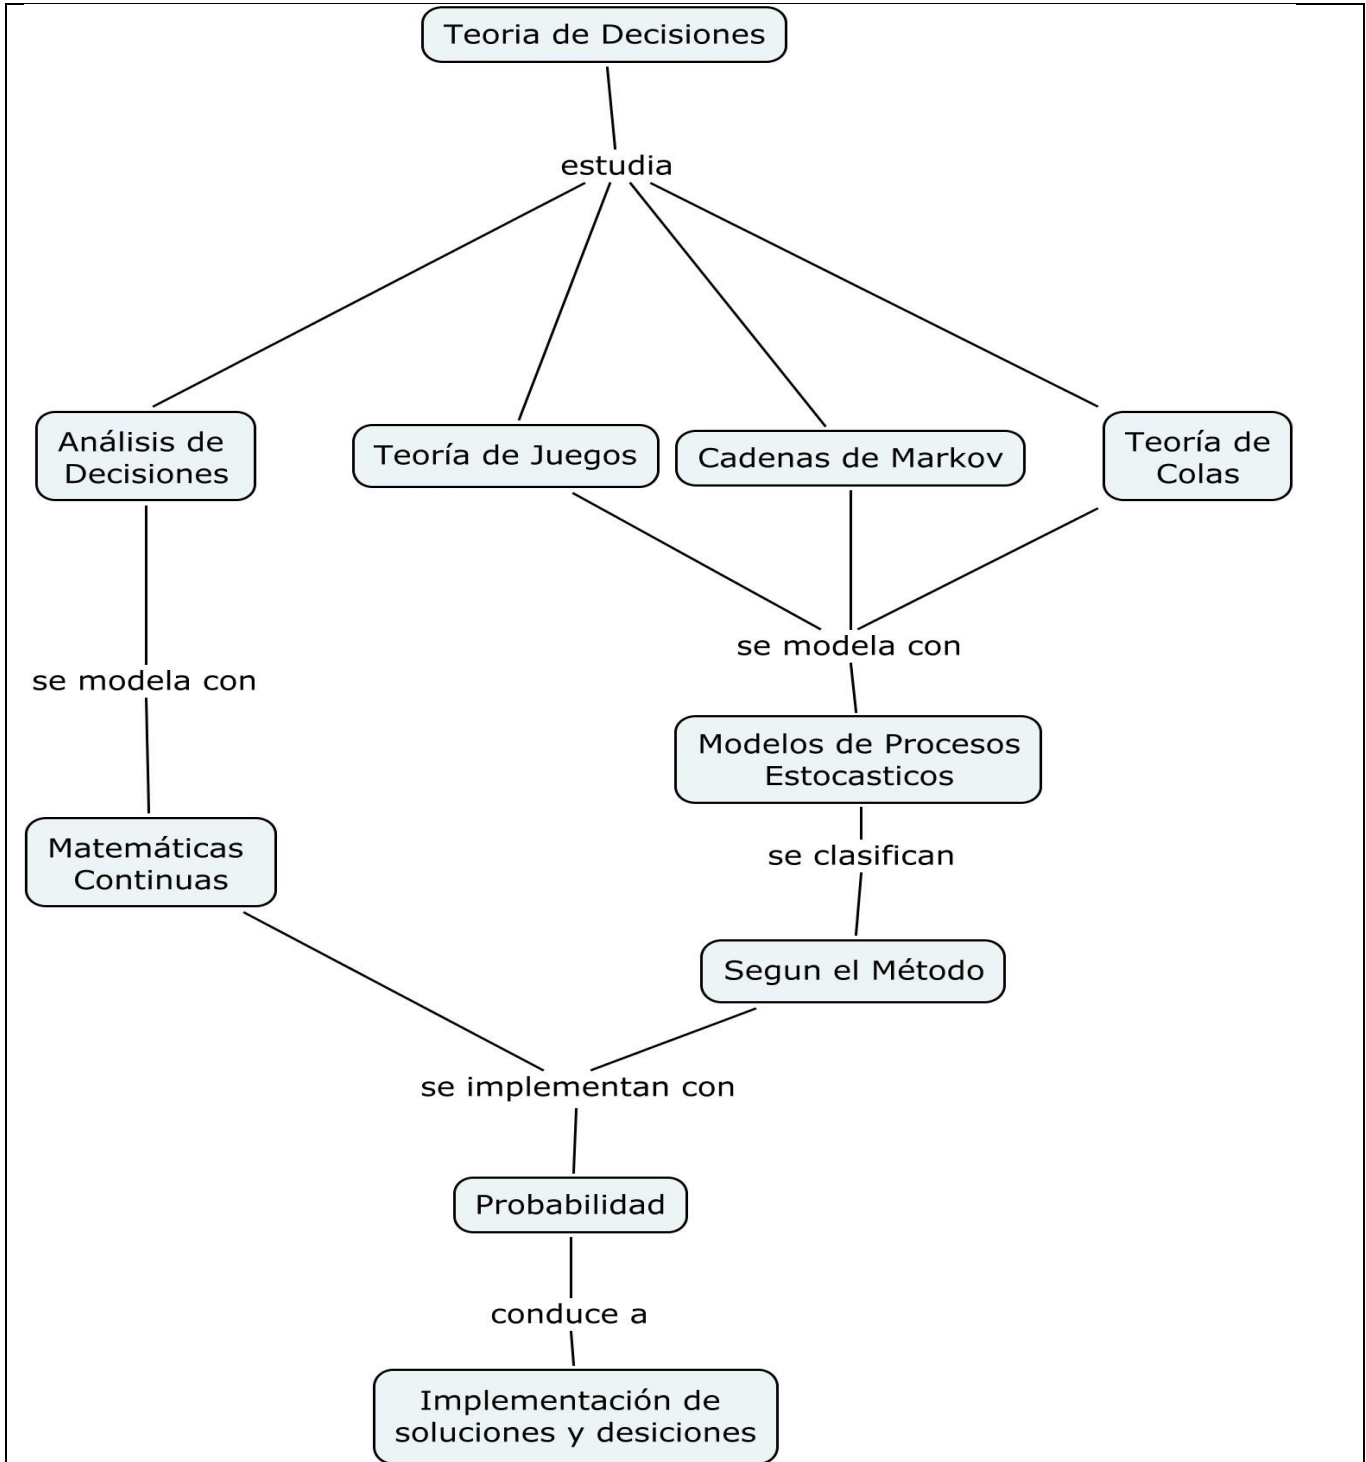 Teoria de Decisiones
estudia
Análisis de
Decisiones
Teoría de Juegos
Cadenas de Markov
Teoría de
Colas
se modela con
se modela con
Modelos de Procesos
Estocasticos
Matemáticas
Continuas
se clasifican
Segun el Método
se implementan con
Probabilidad
conduce a
Implementación de
soluciones y desiciones